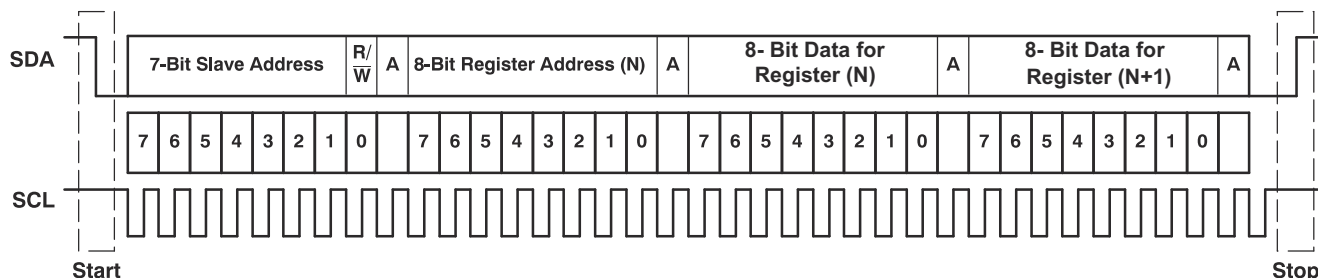 SDA
7-Bit Slave Address R/W A 8-Bit Register Address (N) A 8- Bit Data for Register (N) A 8- Bit Data for Register (N+1) A
7 6 5 4 3 2 1 0 7 6 5 4 3 2 1 0 7 6 5 4 3 2 1 0 7 6 5 4 3 2 1 0
SCL
Start Stop